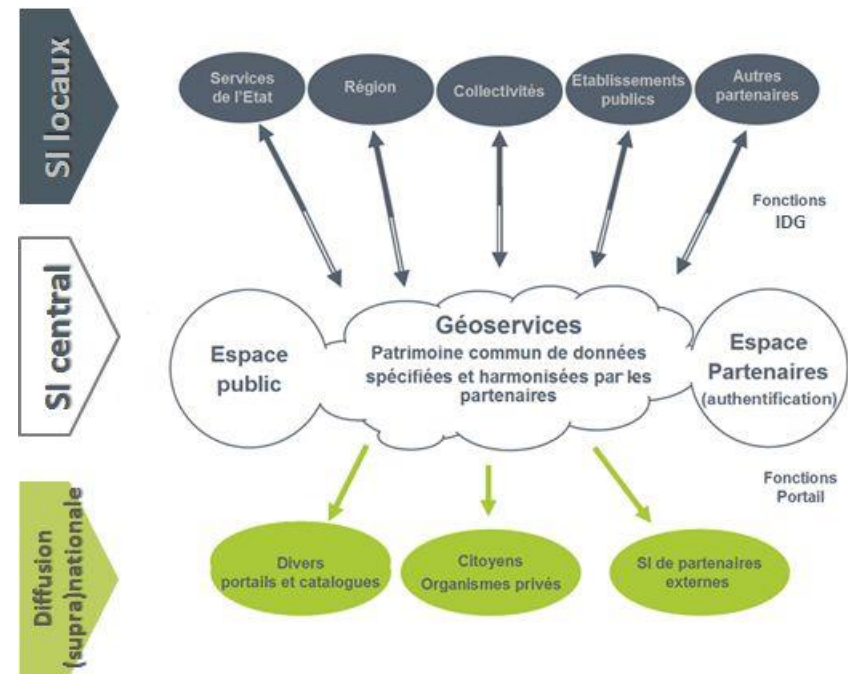 SI locaux
Services
de l'Etat
Région
Collectivités
Etablissements
publics
Autres
partenaires
Fonctions
IDG
SI central
Espace
public
Géoservices
Patrimoine commun de données
spécifiées et harmonisées par les
partenaires
Espace
Partenaires
(authentification)
Fonctions
Portail
Diffusion
(supra)nationale
Divers
portails et catalogues
Citoyens
Organismes privés
SI de partenaires
externes